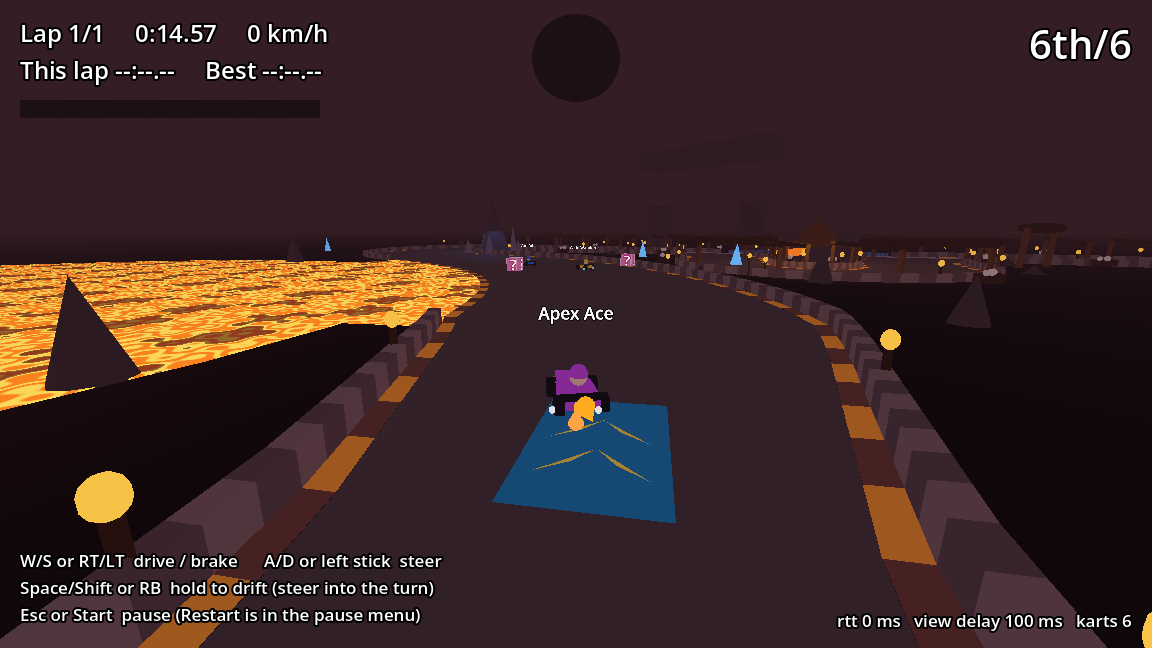 Lap 1/1 0:14.57 0 km/h
6th/6
This lap --:--.-- Best --:--.--
?
?
Apex Ace
W/S or RT/LT drive / brake A/D or left stick steer
Space/Shift or RB hold to drift (steer into the turn)
Esc or Start pause (Restart is in the pause menu)
rtt 0 ms view delay 100 ms karts 6